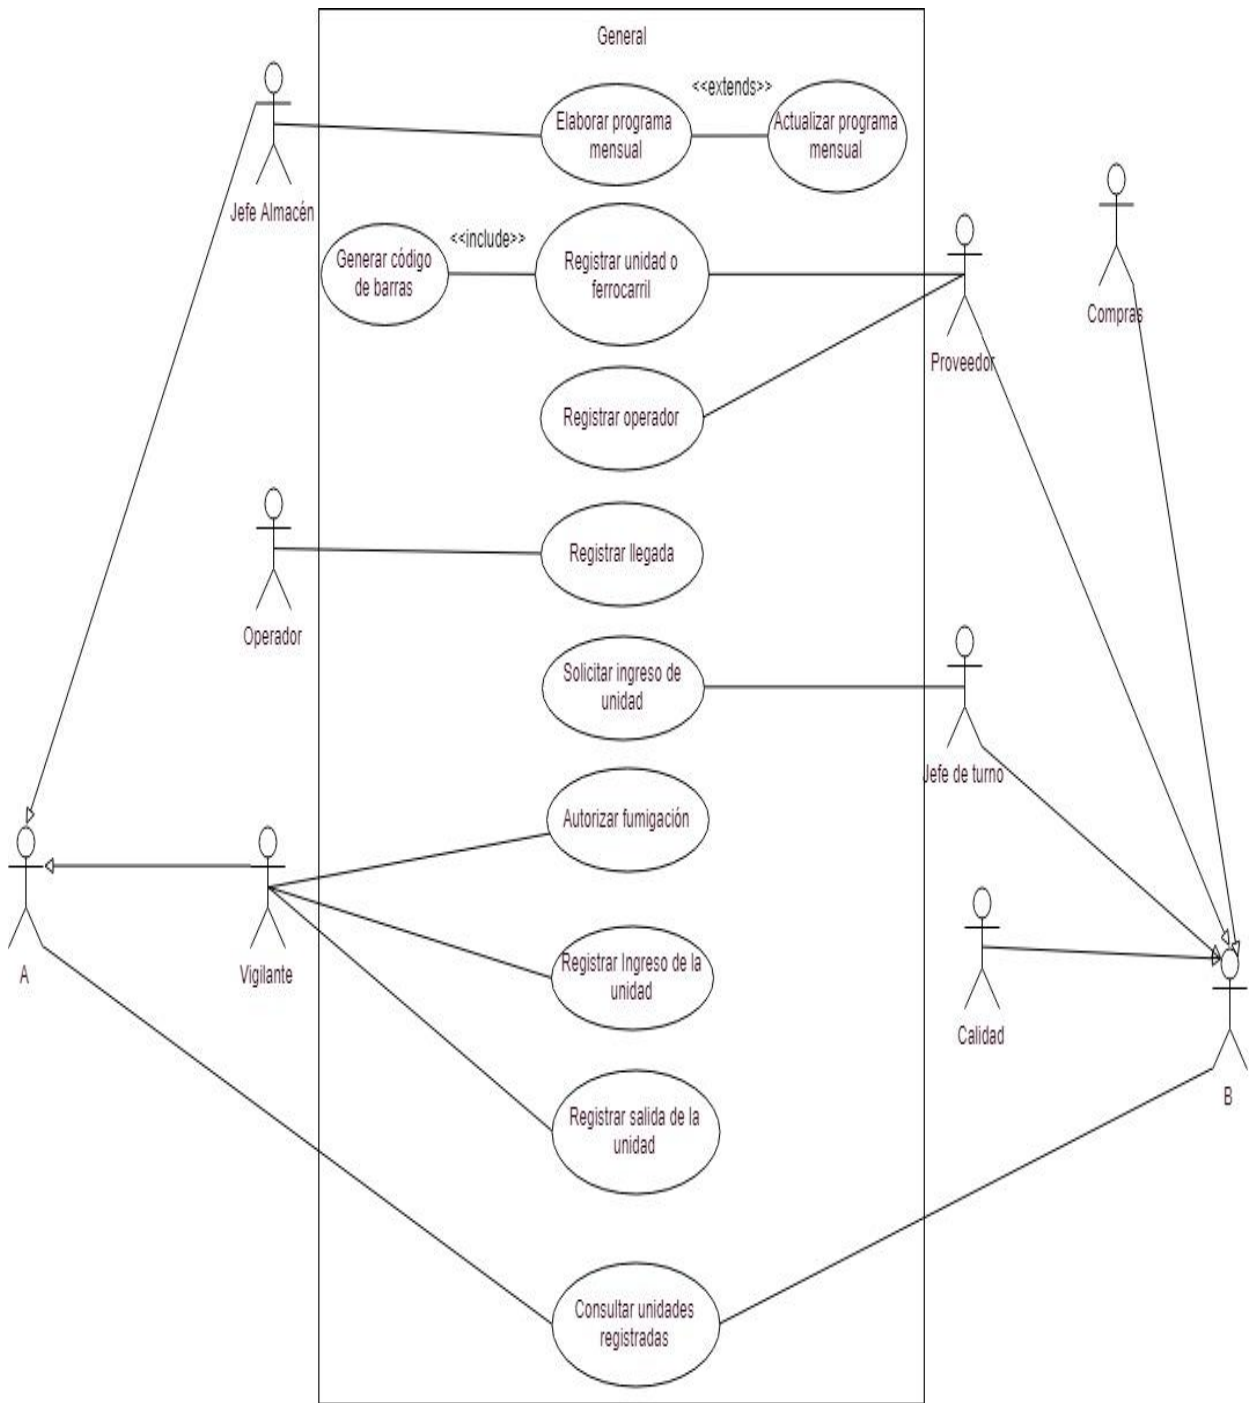 General
<<extends>>
Elaborar programa
mensual
Actualizar programa
mensual
Jefe Almacén
<<include>>
Generar código
de barras
Registrar unidad o
ferrocarril
Compras
Proveedor
Registrar operador
Registrar llegada
Operador
Solicitar ingreso de
unidad
Jefe de turno
Autorizar fumigación
A
Vigilante
Registrar Ingreso de la
unidad
Calidad
B
Registrar salida de la
unidad
Consultar unidades
registradas